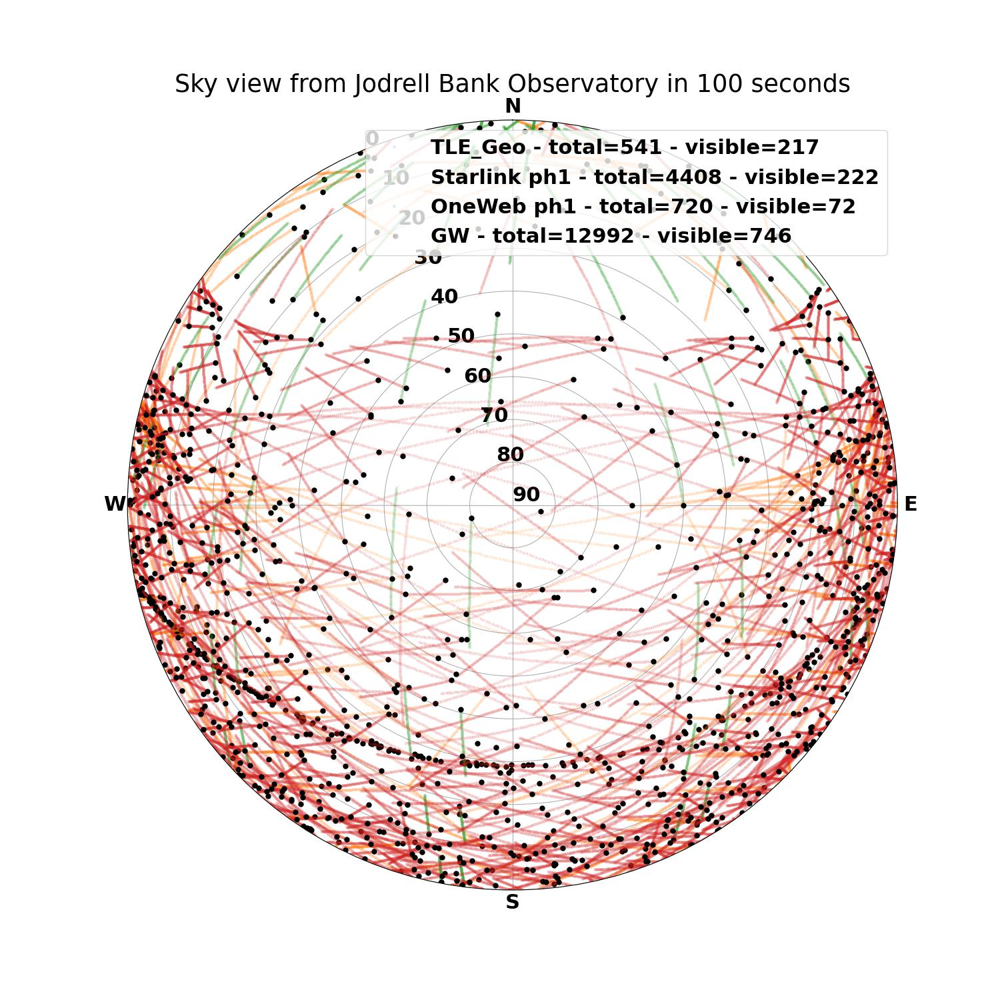 Sky view from Jodrell Bank Observatory in 100 seconds
N
0
TLE_Geo - total=541 - visible=217
10
Starlink ph1 - total=4408 - visible=222
OneWeb ph1 - total=720 - visible=72
20
GW - total=12992 - visible=746
30
40
50
60
70
80
90
W
E
S